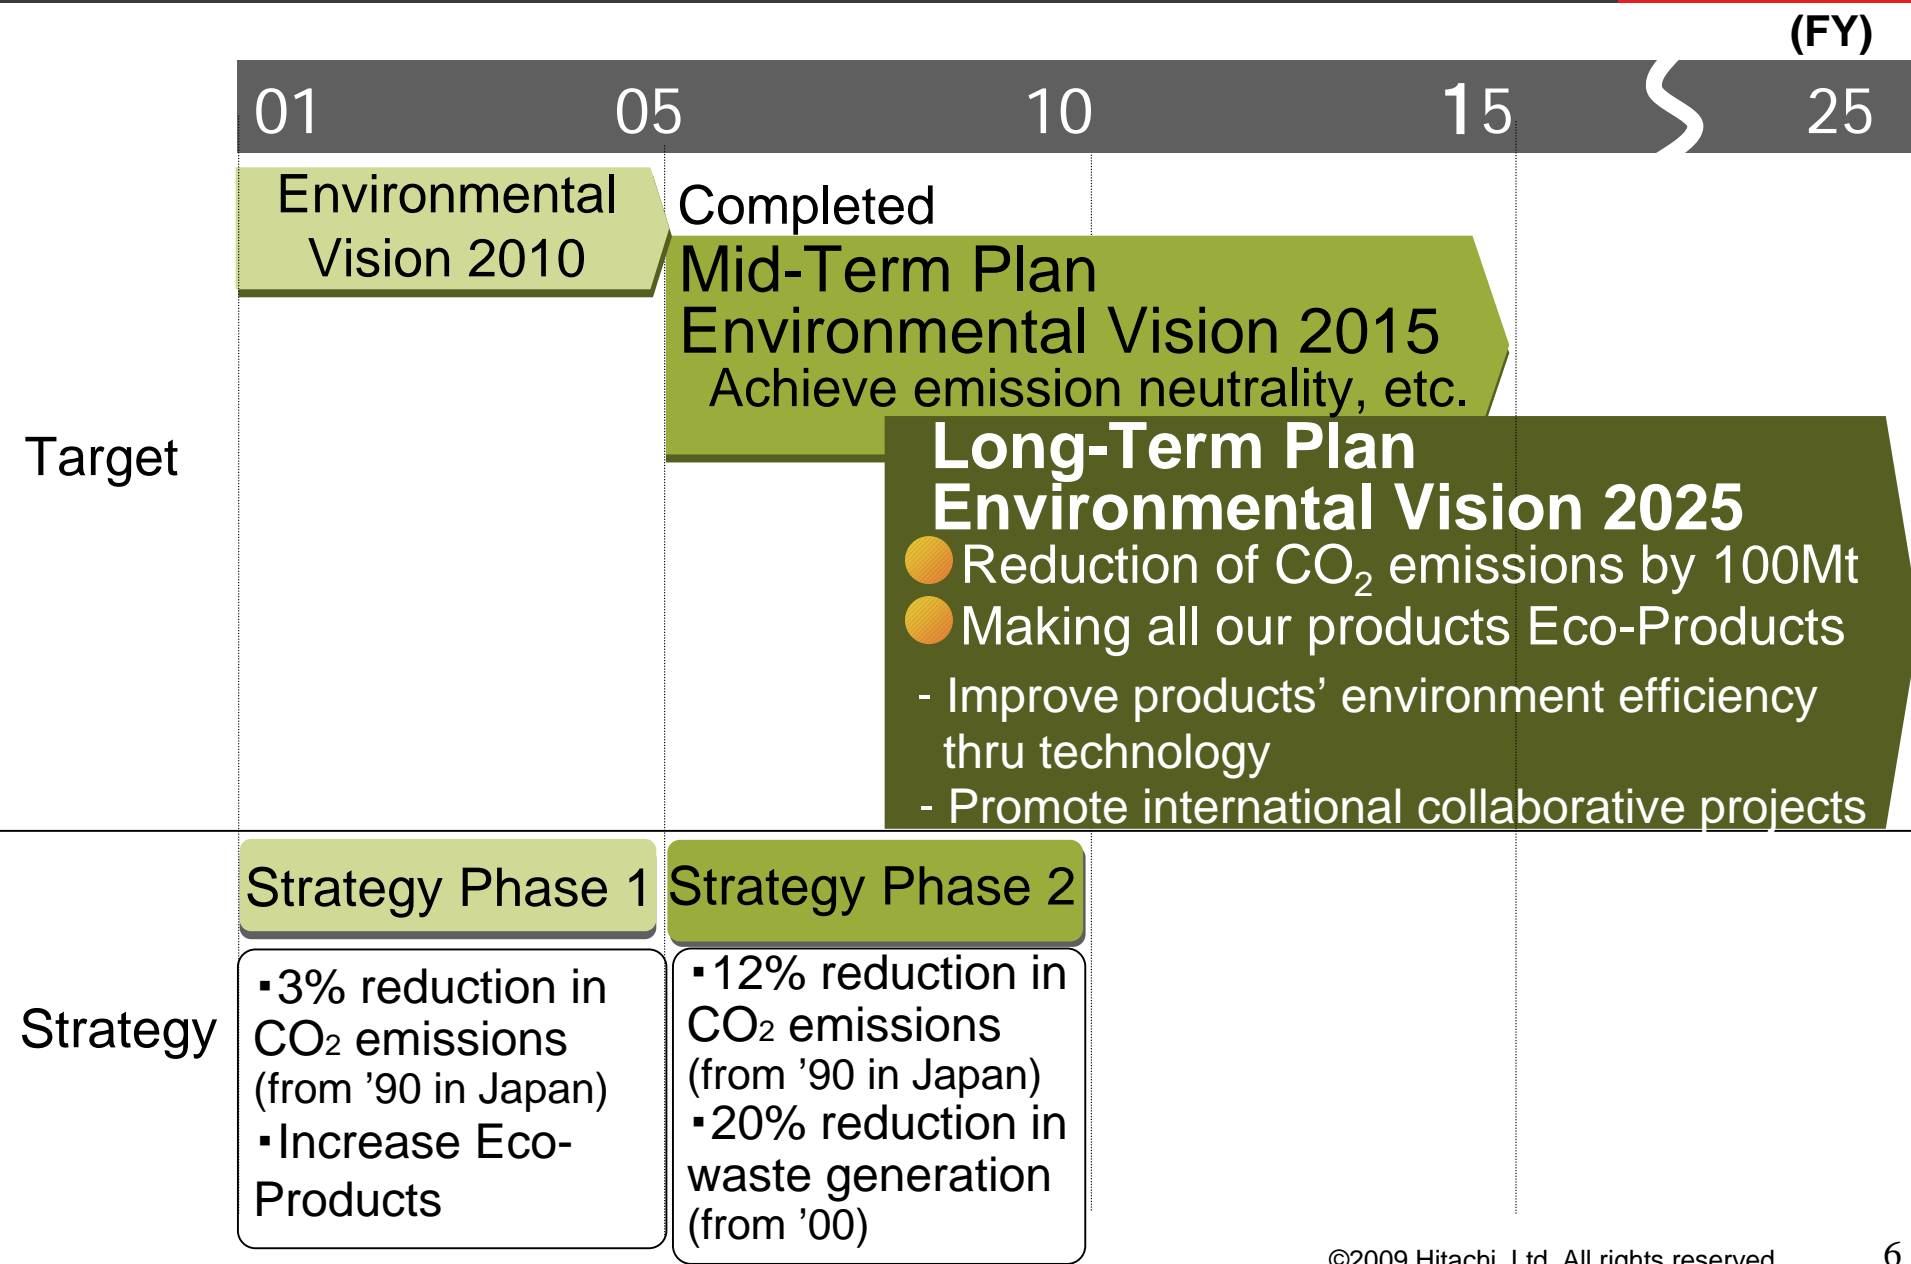 (FY)
01 05 10 15 25
Environmental
Vision 2010
Completed
Mid-Term Plan
Environmental Vision 2015
Achieve emission neutrality, etc.
Target
Long-Term Plan
Environmental Vision 2025
Reduction of CO₂ emissions by 100Mt
Making all our products Eco-Products
- Improve products’ environment efficiency
thru technology
- Promote international collaborative projects
Strategy Phase 1
Strategy Phase 2
Strategy
▪3% reduction in
CO₂ emissions
(from ’90 in Japan)
▪Increase Eco-
Products
▪12% reduction in
CO₂ emissions
(from ’90 in Japan)
▪20% reduction in
waste generation
(from ’00)
©2009 Hitachi, Ltd. All rights reserved.
6